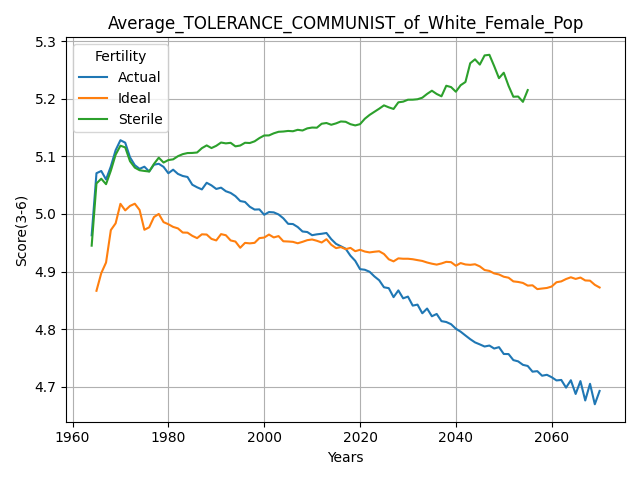 Average_TOLERANCE_COMMUNIST_of_White_Female_Pop
Fertility
Actual
Ideal
Sterile
Score(3-6)
5.3
5.2
5.1
5.0
4.9
4.8
4.7
1960 1980 2000 2020 2040 2060
Years